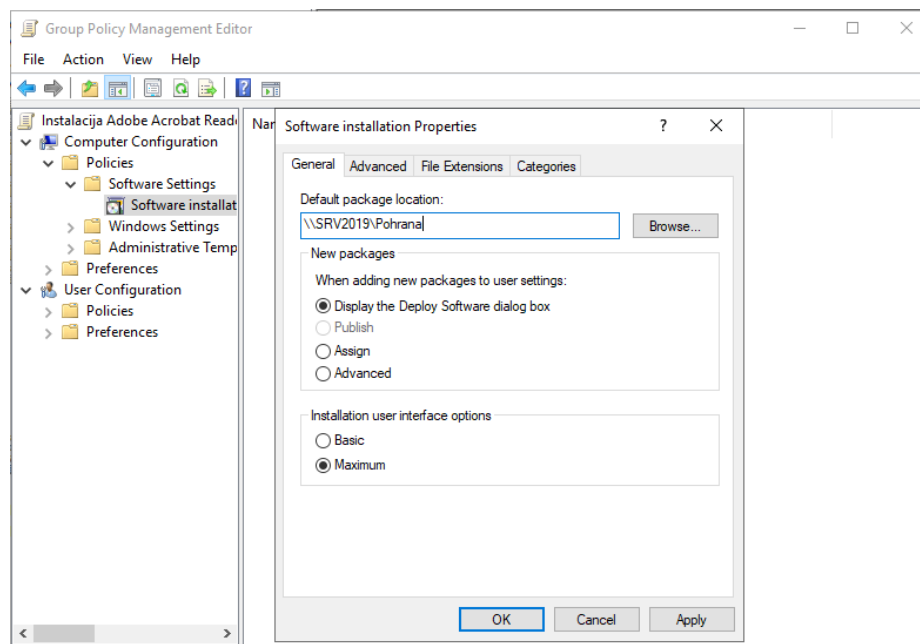 Group Policy Management Editor
File Action View Help
Instalacija Adobe Acrobat Read
Computer Configuration
Policies
Software Settings
Software installat
Windows Settings
Administrative Temp
Preferences
User Configuration
Policies
Preferences
Nar
Software installation Properties
General Advanced File Extensions Categories
Default package location:
\\SRV2019\Pohrana
Browse...
New packages
When adding new packages to user settings:
Display the Deploy Software dialog box
Publish
Assign
Advanced
Installation user interface options
Basic
Maximum
OK Cancel Apply